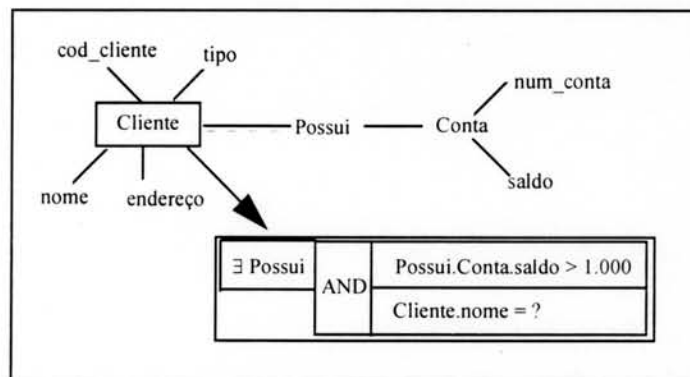 cod_cliente
tipo
num_conta
Cliente
Possui
Conta
nome
endereço
saldo
∃ Possui
AND
Possui.Conta.saldo > 1.000
Cliente.nome = ?